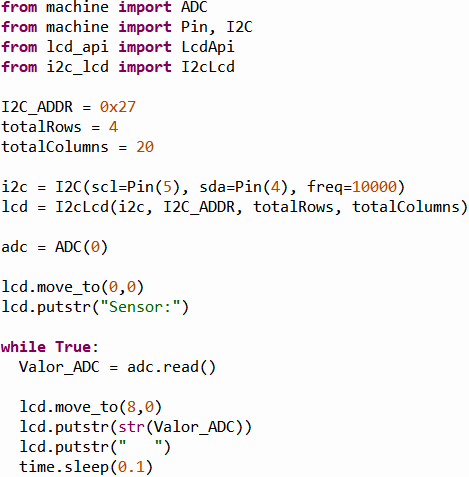 from machine import ADC
from machine import Pin, I2C
from lcd_api import LcdApi
from i2c_lcd import I2cLcd

I2C_ADDR = 0x27
totalRows = 4
totalColumns = 20

i2c = I2C(scl=Pin(5), sda=Pin(4), freq=10000)
lcd = I2cLcd(i2c, I2C_ADDR, totalRows, totalColumns)

adc = ADC(0)

lcd.move_to(0,0)
lcd.putstr("Sensor:")

while True:
  Valor_ADC = adc.read()

  lcd.move_to(8,0)
  lcd.putstr(str(Valor_ADC))
  lcd.putstr("   ")
  time.sleep(0.1)